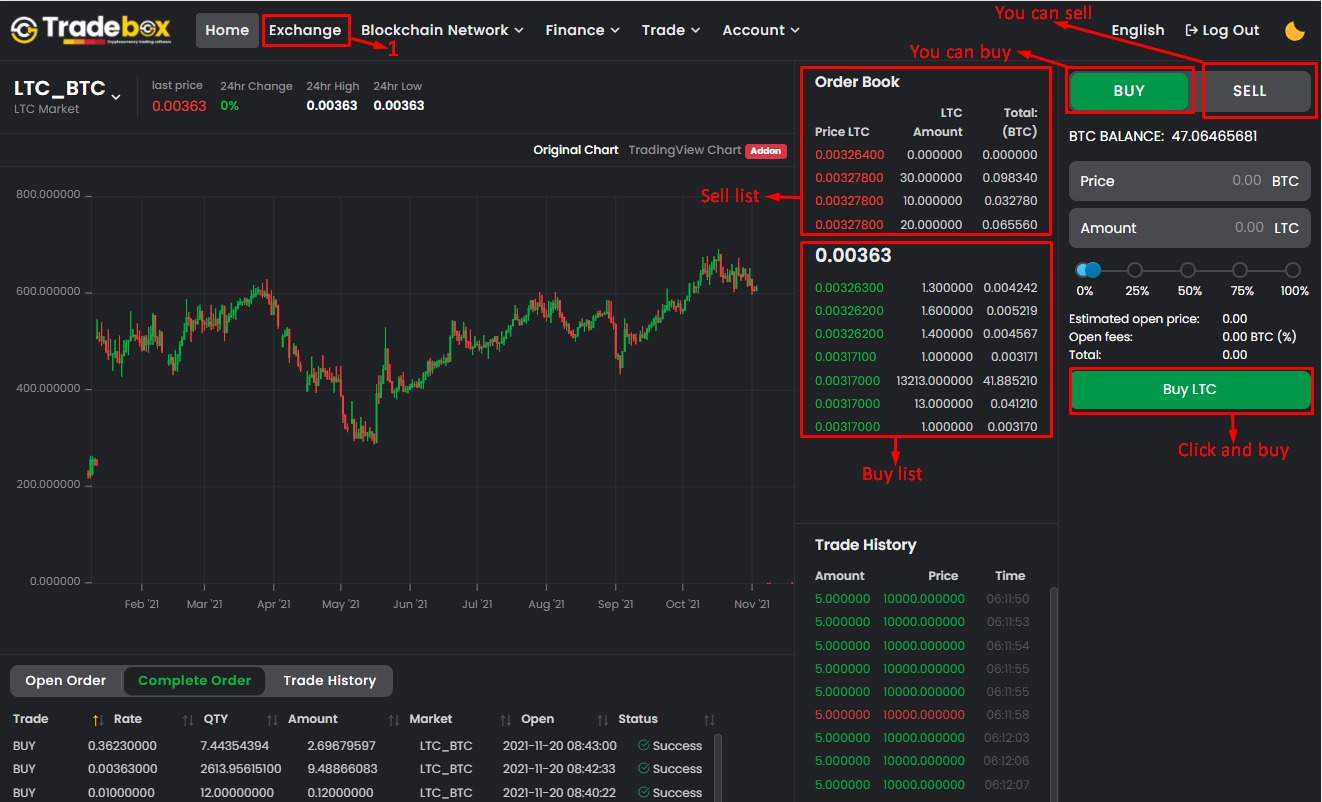 You can sell
Tradebox Home Exchange Blockchain Network Finance Trade Account English Log Out
Cryptocurrency trading software
1
You can buy
LTC_BTC
LTC Market
last price 24hr Change 24hr High 24hr Low
0.00363 0% 0.00363 0.00363
Original Chart TradingView Chart Addon
800.000000
600.000000
400.000000
200.000000
0.000000
Feb '21 Mar '21 Apr '21 May '21 Jun '21 Jul '21 Aug '21 Sep '21 Oct '21 Nov '21
Order Book
Price LTC LTC Amount Total: (BTC)
0.00326400 0.000000 0.000000
0.00327800 30.000000 0.098340
0.00327800 10.000000 0.032780
0.00327800 20.000000 0.065560
Sell list
0.00363
0.00326300 1.300000 0.004242
0.00326200 1.600000 0.005219
0.00326200 1.400000 0.004567
0.00317100 1.000000 0.003171
0.00317000 13213.000000 41.885210
0.00317000 13.000000 0.041210
0.00317000 1.000000 0.003170
Buy list
BUY SELL
BTC BALANCE: 47.06465681
Price 0.00 BTC
Amount 0.00 LTC
0% 25% 50% 75% 100%
Estimated open price: 0.00
Open fees: 0.00 BTC (%)
Total: 0.00
Buy LTC
Click and buy
Trade History
Amount Price Time
5.000000 10000.000000 06:11:50
5.000000 10000.000000 06:11:53
5.000000 10000.000000 06:11:54
5.000000 10000.000000 06:11:55
5.000000 10000.000000 06:11:55
5.000000 10000.000000 06:11:58
5.000000 10000.000000 06:12:03
5.000000 10000.000000 06:12:06
5.000000 10000.000000 06:12:07
Open Order Complete Order Trade History
Trade Rate QTY Amount Market Open Status
BUY 0.36230000 7.44354394 2.69679597 LTC_BTC 2021-11-20 08:43:00 Success
BUY 0.00363000 2613.95615100 9.48866083 LTC_BTC 2021-11-20 08:42:33 Success
BUY 0.01000000 12.00000000 0.12000000 LTC_BTC 2021-11-20 08:40:22 Success